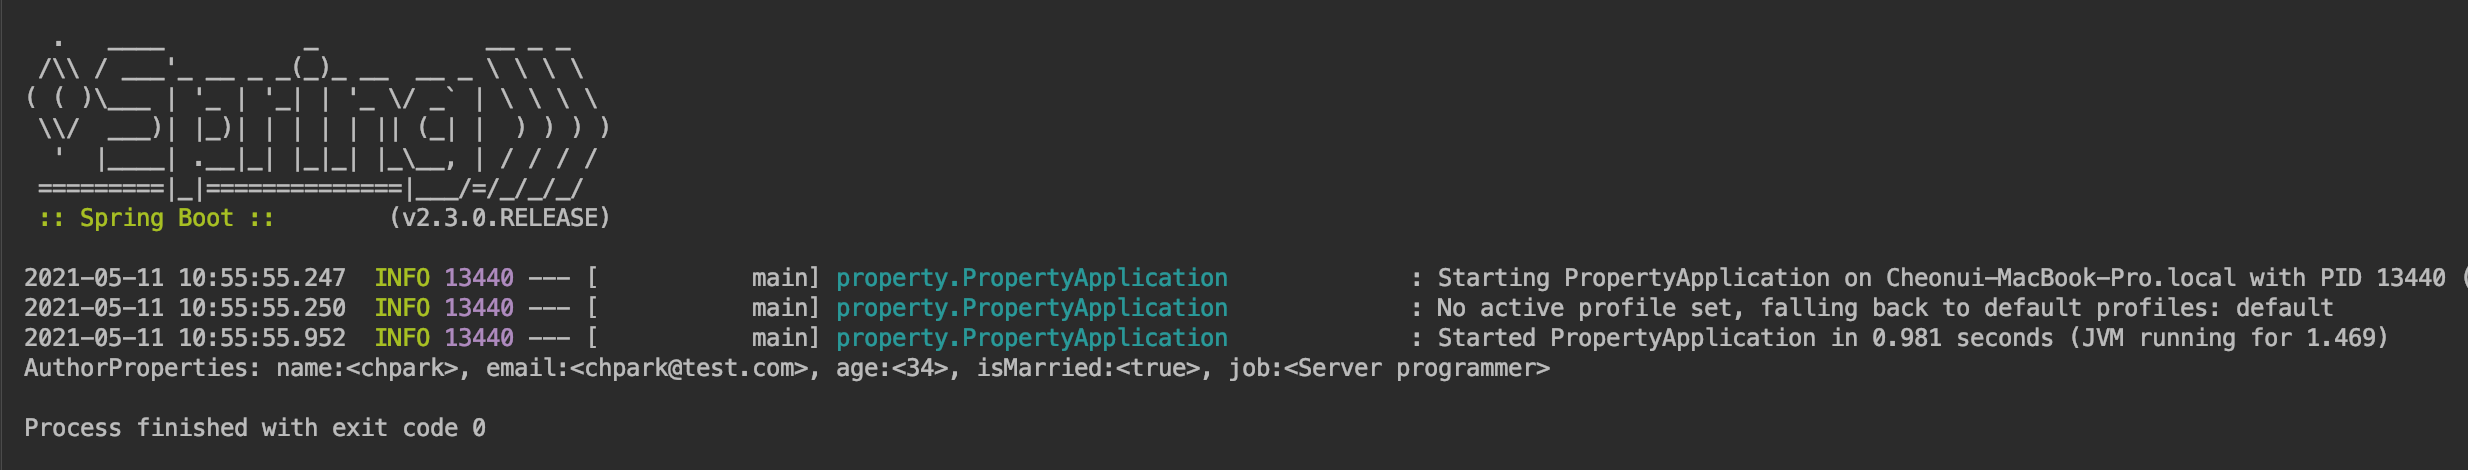 .   ____          _            __ _ _
 /\\ / ___'_ __ _ _(_)_ __  __ _ \ \ \ \
( ( )\___ | '_ | '_| | '_ \/ _` | \ \ \ \
 \\/  ___)| |_)| | | | | || (_| |  ) ) ) )
  '  |____| .__|_| |_|_| |_\__, | / / / /
 =========|_|==============|___/=/_/_/_/
 :: Spring Boot ::        (v2.3.0.RELEASE)
2021-05-11 10:55:55.247  INFO 13440 --- [           main] property.PropertyApplication             : Starting PropertyApplication on Cheonui-MacBook-Pro.local with PID 13440 (
2021-05-11 10:55:55.250  INFO 13440 --- [           main] property.PropertyApplication             : No active profile set, falling back to default profiles: default
2021-05-11 10:55:55.952  INFO 13440 --- [           main] property.PropertyApplication             : Started PropertyApplication in 0.981 seconds (JVM running for 1.469)
AuthorProperties: name:<chpark>, email:<chpark@test.com>, age:<34>, isMarried:<true>, job:<Server programmer>
Process finished with exit code 0